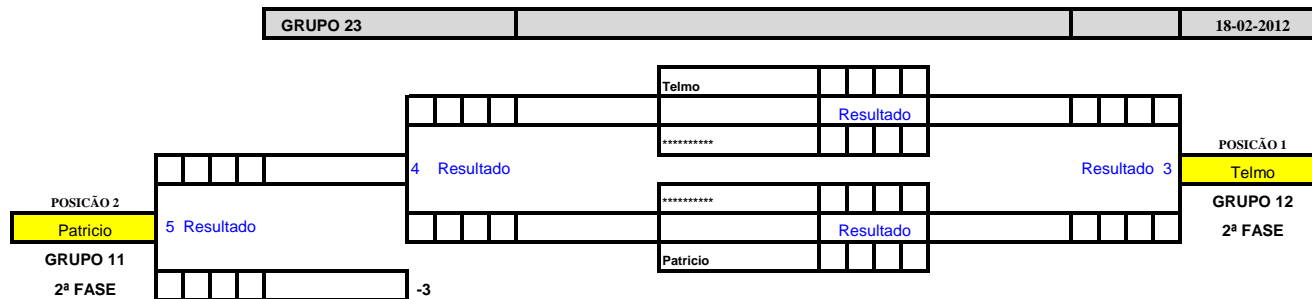 GRUPO 23 18-02-2012
Telmo
Resultado
**********
POSICÃO 1
4 Resultado
Resultado 3
Telmo
POSICÃO 2
**********
GRUPO 12
Patricio
5 Resultado
Resultado
2ª FASE
GRUPO 11
Patricio
2ª FASE
-3